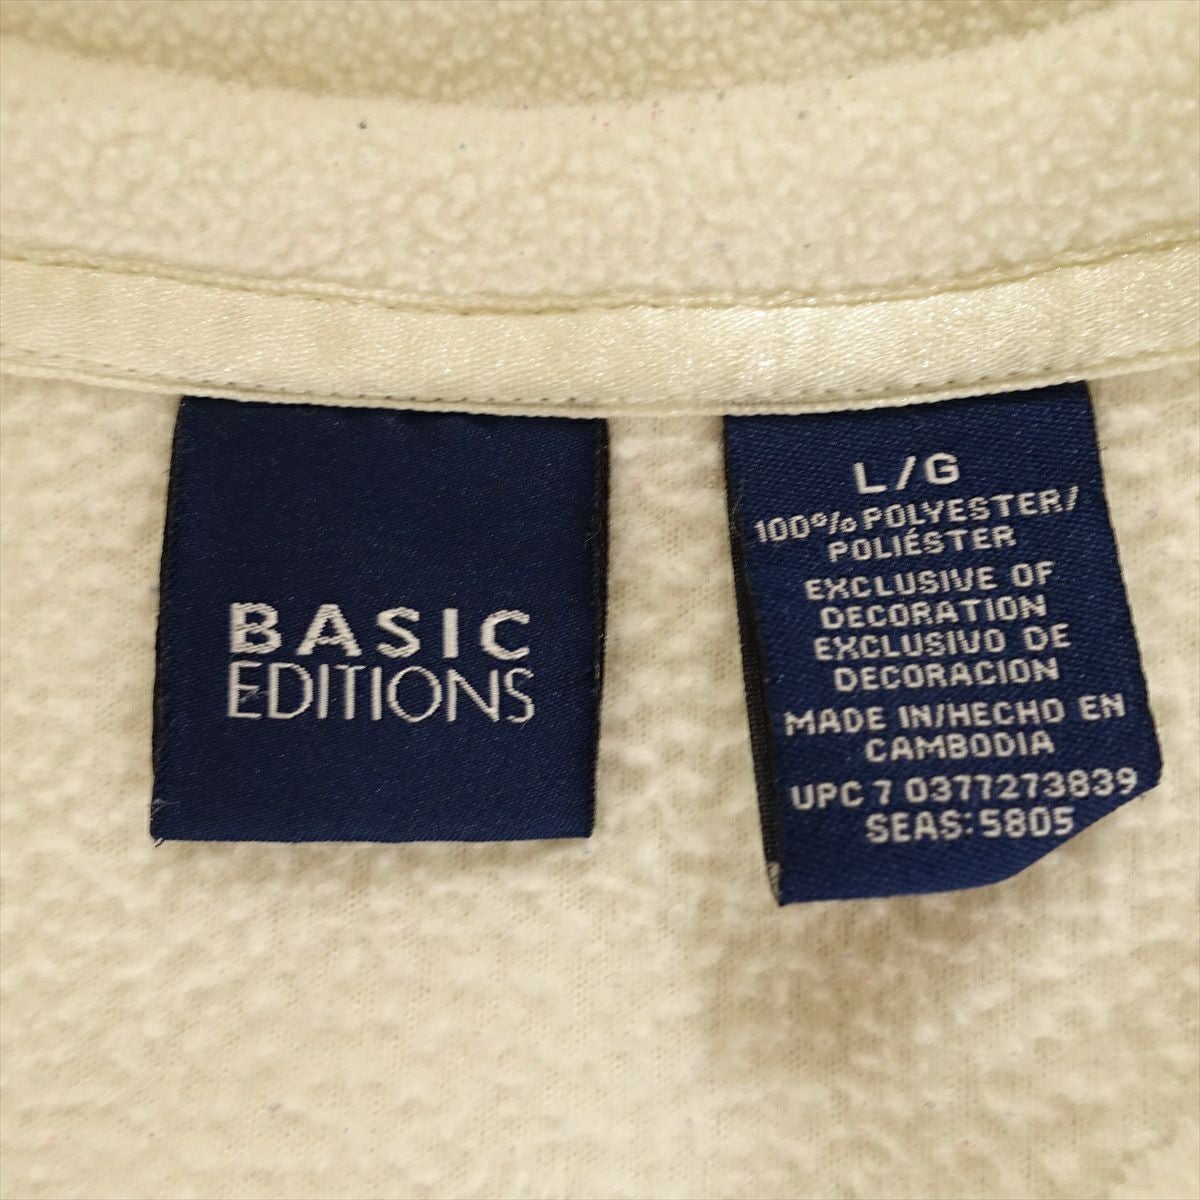 BASIC
EDITIONS
L/G
100% POLYESTER/
POLIÉSTER
EXCLUSIVE OF
DECORATION
EXCLUSIVO DE
DECORACION
MADE IN/HECHO EN
CAMBODIA
UPC 7 0377273839
SEAS: 5805